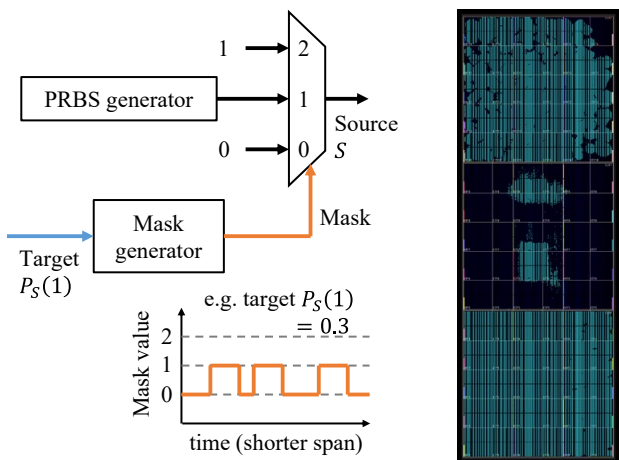 1
2
PRBS generator
1
Source
S
0
0
Mask
generator
Mask
Target
P_S(1)
e.g. target P_S(1)
= 0.3
Mask value
2
1
0
time (shorter span)